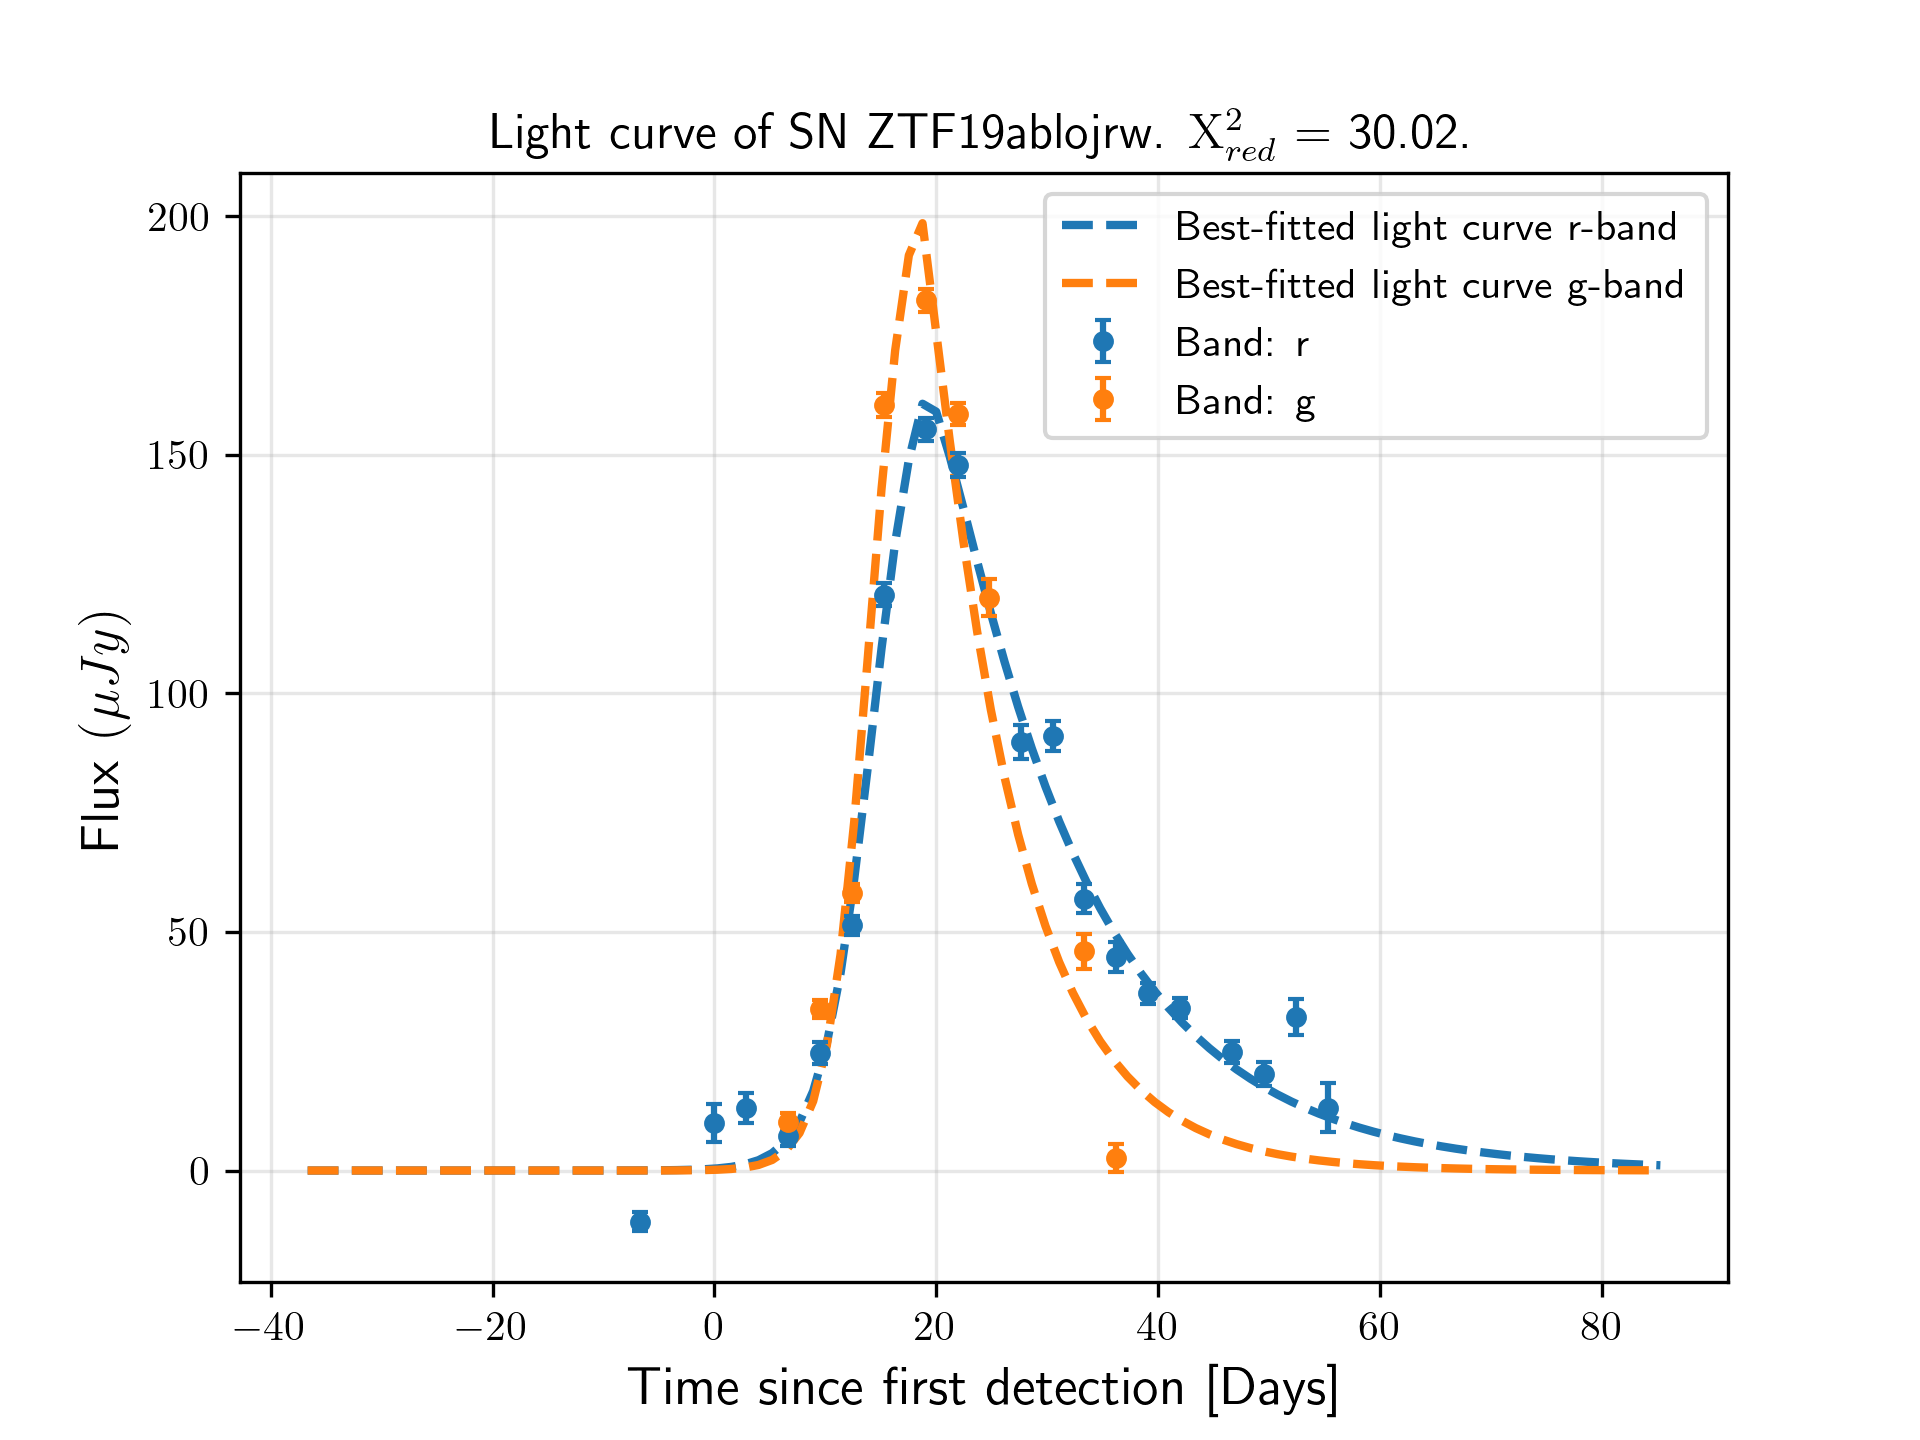 Light curve of SN ZTF19ablojrw. X²red = 30.02.
Best-fitted light curve r-band
Best-fitted light curve g-band
Band: r
Band: g
Flux (μJy)
200
150
100
50
0
−40 −20 0 20 40 60 80
Time since first detection [Days]